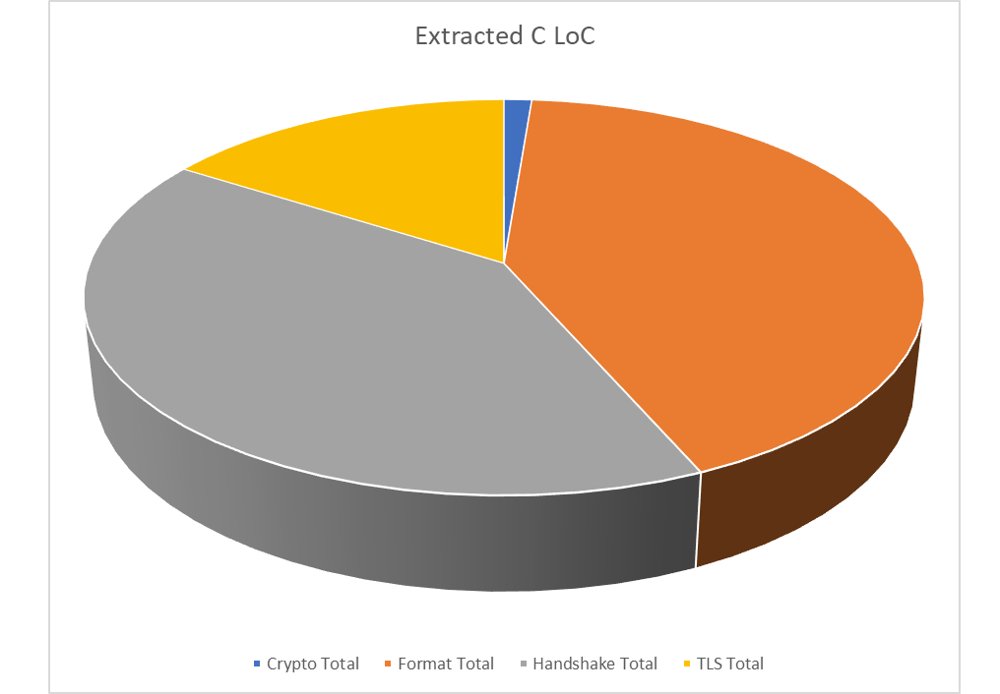 Extracted C LoC
Crypto Total Format Total Handshake Total TLS Total